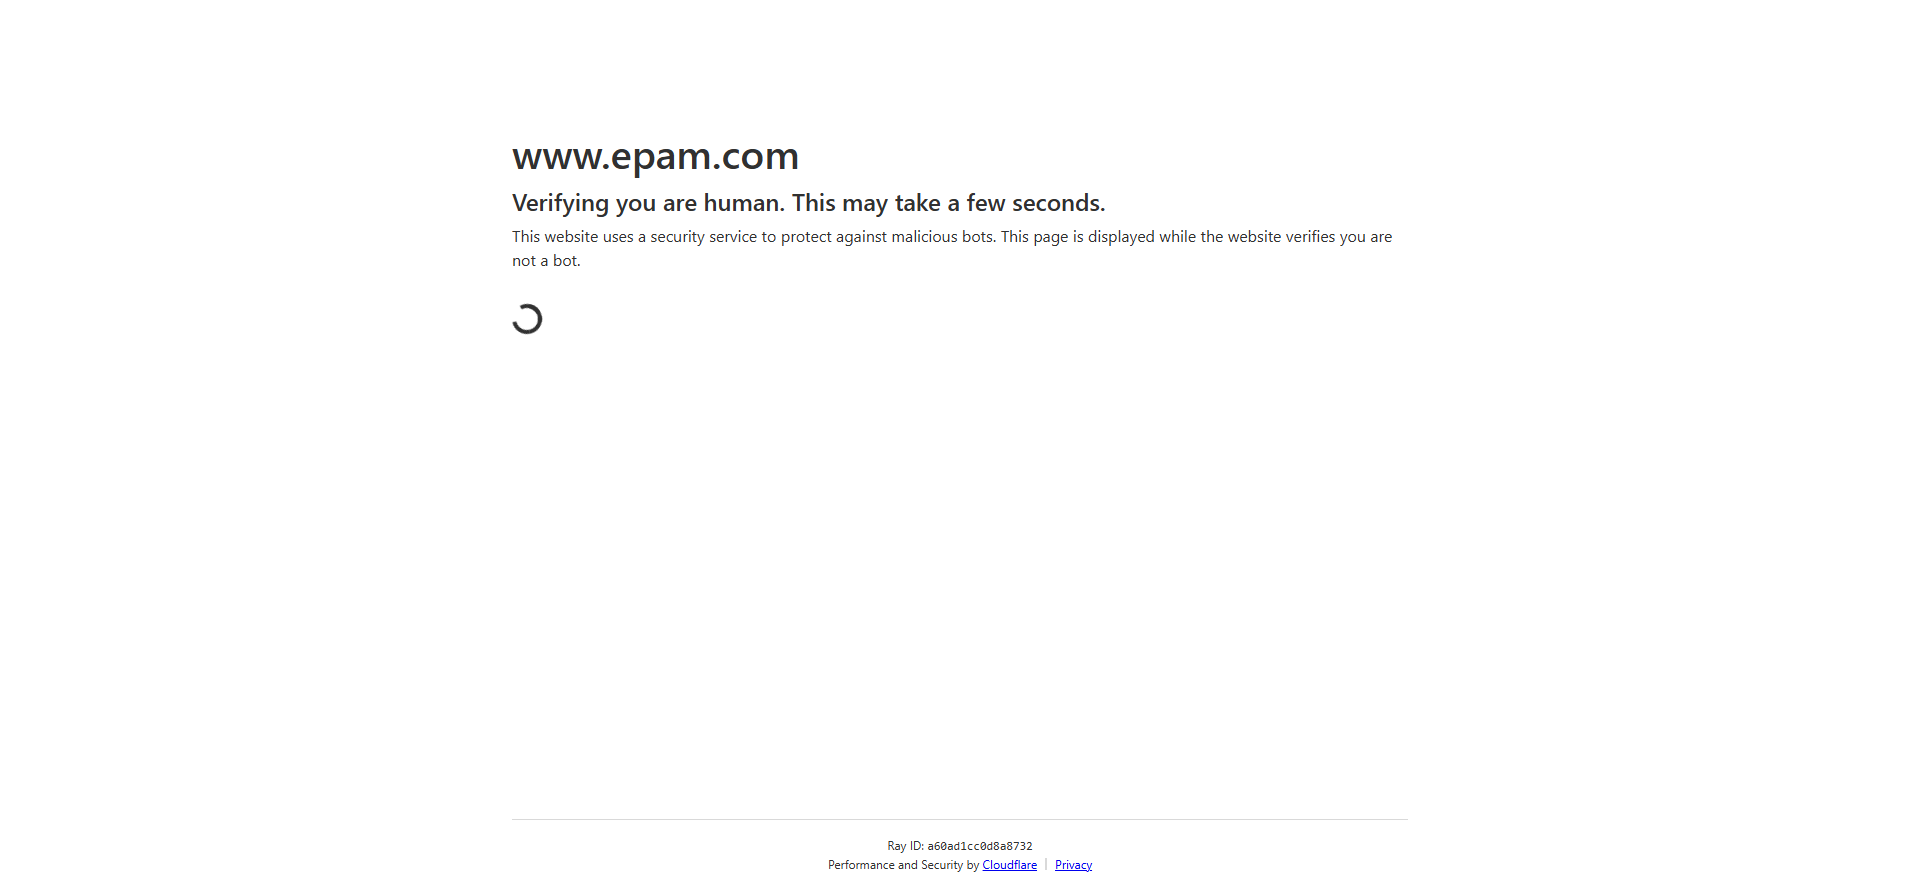 www.epam.com
Verifying you are human. This may take a few seconds.
This website uses a security service to protect against malicious bots. This page is displayed while the website verifies you are
not a bot.
Ray ID: a60ad1cc0d8a8732
Performance and Security by Cloudflare | Privacy